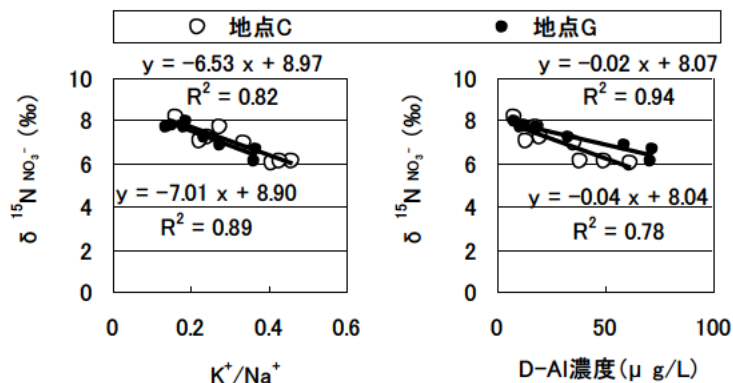 地点C 地点G
y = -6.53 x + 8.97
R² = 0.82
y = -7.01 x + 8.90
R² = 0.89
δ ¹⁵N NO₃⁻ (‰)
10
8
6
4
2
0
0 0.2 0.4 0.6
K⁺/Na⁺
y = -0.02 x + 8.07
R² = 0.94
y = -0.04 x + 8.04
R² = 0.78
δ ¹⁵N NO₃⁻ (‰)
10
8
6
4
2
0
0 50 100
D-Al濃度(μ g/L)